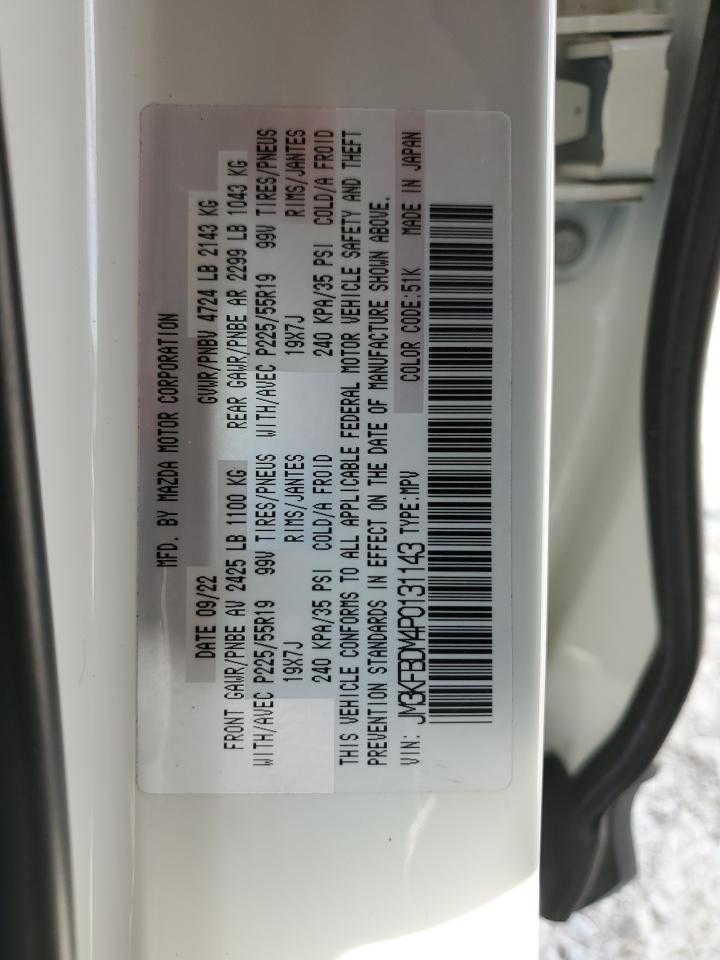 MFD. BY MAZDA MOTOR CORPORATION
DATE 09/22 GVWR/PNBV 4724 LB 2143 KG
FRONT GAWR/PNBE AV 2425 LB 1100 KG REAR GAWR/PNBE AR 2299 LB 1043 KG
WITH/AVEC P225/55R19 99V TIRES/PNEUS WITH/AVEC P225/55R19 99V TIRES/PNEUS
19X7J RIMS/JANTES 19X7J RIMS/JANTES
240 KPA/35 PSI COLD/A FROID 240 KPA/35 PSI COLD/A FROID
THIS VEHICLE CONFORMS TO ALL APPLICABLE FEDERAL MOTOR VEHICLE SAFETY AND THEFT
PREVENTION STANDARDS IN EFFECT ON THE DATE OF MANUFACTURE SHOWN ABOVE.
VIN: JM3KFBDM4P0131143 TYPE:MPV COLOR CODE:51K MADE IN JAPAN